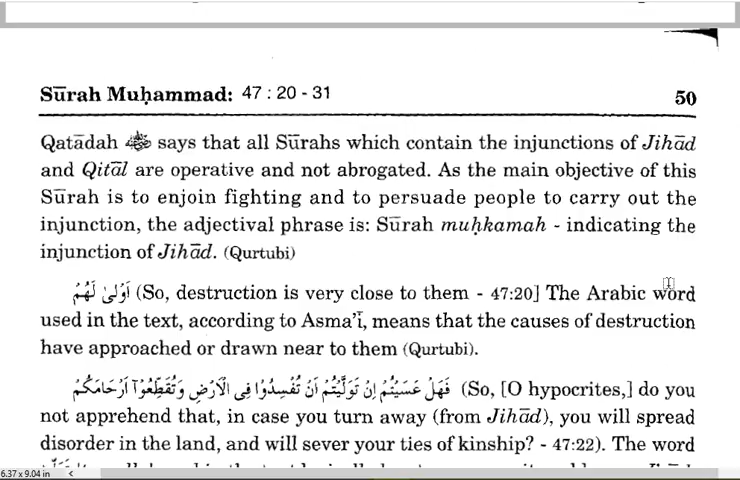 Sūrah Muḥammad: 47 : 20 - 31 50
Qatādah says that all Sūrahs which contain the injunctions of Jihād
and Qitāl are operative and not abrogated. As the main objective of this
Sūrah is to enjoin fighting and to persuade people to carry out the
injunction, the adjectival phrase is: Sūrah muḥkamah - indicating the
injunction of Jihād. (Qurtubi)
اَوْلىٰ لَهُمْ (So, destruction is very close to them - 47:20] The Arabic word
used in the text, according to Asma’ī, means that the causes of destruction
have approached or drawn near to them (Qurtubi).
فَهَلْ عَسَيْتُمْ اِنْ تَوَلَّيْتُمْ اَنْ تُفْسِدُوْا فِى الْاَرْضِ وَتُقَطِّعُوْٓا اَرْحَامَكُمْ (So, [O hypocrites,] do you
not apprehend that, in case you turn away (from Jihād), you will spread
disorder in the land, and will sever your ties of kinship? - 47:22). The word
6.37 x 9.04 in